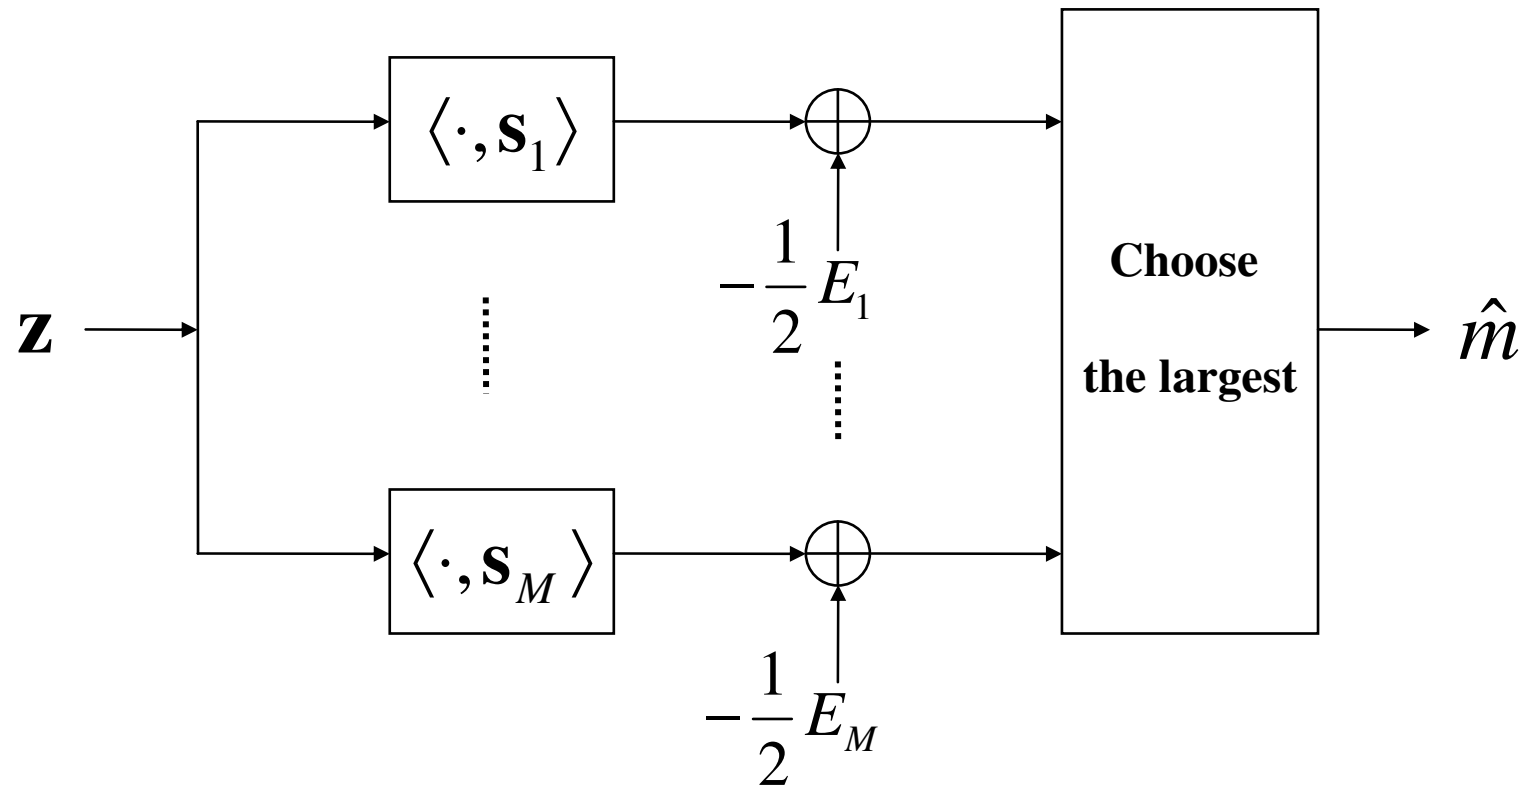 ⟨·, s₁⟩
−1/2 E₁
z
Choose
the largest
m̂
⟨·, s_M⟩
−1/2 E_M